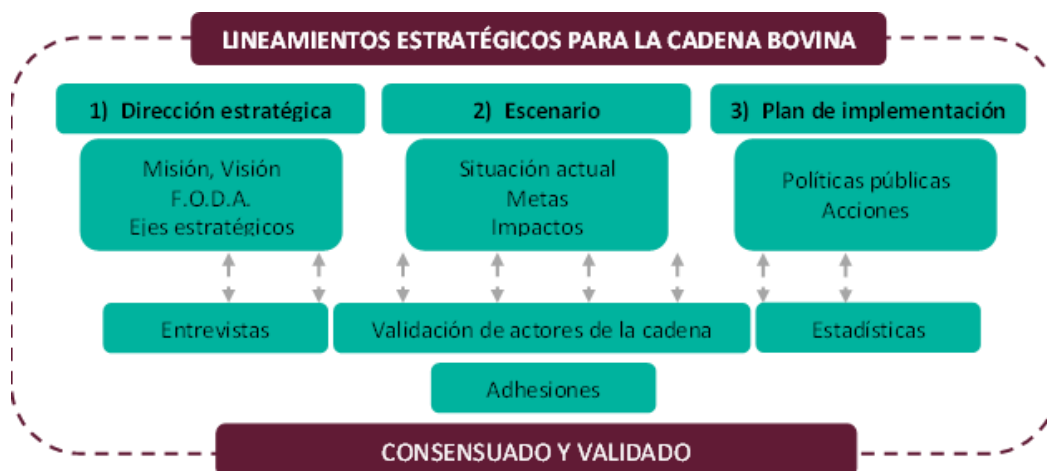 LINEAMIENTOS ESTRATÉGICOS PARA LA CADENA BOVINA
1) Dirección estratégica
2) Escenario
3) Plan de implementación
Misión, Visión
F.O.D.A.
Ejes estratégicos
Situación actual
Metas
Impactos
Políticas públicas
Acciones
Entrevistas
Validación de actores de la cadena
Estadísticas
Adhesiones
CONSENSUADO Y VALIDADO